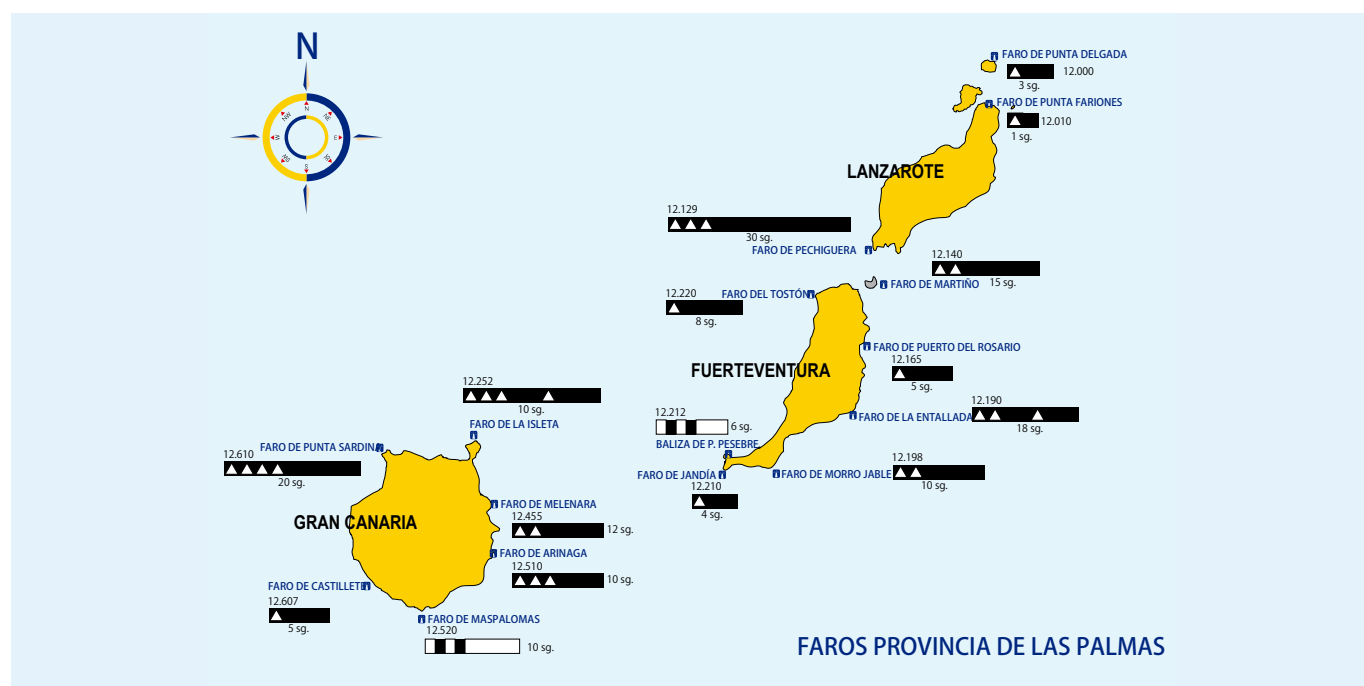 N
N
NE
E
SE
S
SW
W
NW
FARO DE PUNTA DELGADA
12.000
3 sg.
FARO DE PUNTA FARIONES
12.010
1 sg.
LANZAROTE
12.129
30 sg.
FARO DE PECHIGUERA
12.140
15 sg.
FARO DE MARTIÑO
12.220
FARO DEL TOSTÓN
8 sg.
FARO DE PUERTO DEL ROSARIO
12.165
5 sg.
FUERTEVENTURA
12.190
FARO DE LA ENTALLADA
18 sg.
12.212
6 sg.
BALIZA DE P. PESEBRE
FARO DE JANDÍA
12.210
4 sg.
FARO DE MORRO JABLE
12.198
10 sg.
12.252
10 sg.
FARO DE LA ISLETA
FARO DE PUNTA SARDINA
12.610
20 sg.
FARO DE MELENARA
12.455
12 sg.
GRAN CANARIA
FARO DE ARINAGA
12.510
10 sg.
FARO DE CASTILLETE
12.607
5 sg.
FARO DE MASPALOMAS
12.520
10 sg.
FAROS PROVINCIA DE LAS PALMAS